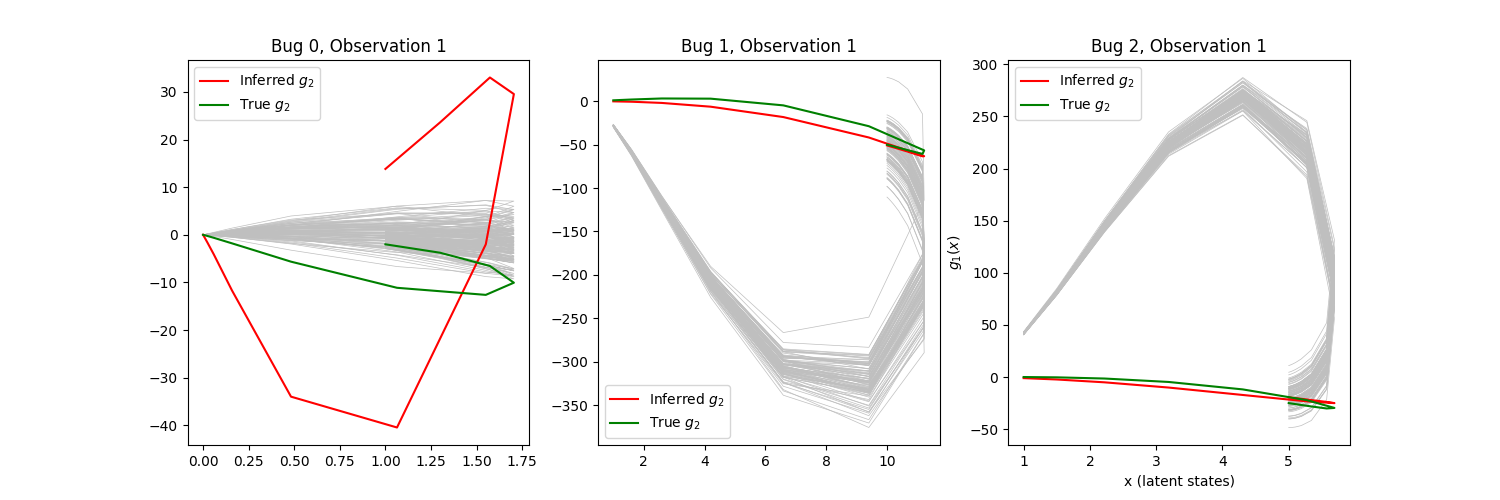 Bug 0, Observation 1
Inferred g2
True g2
30
20
10
0
−10
−20
−30
−40
0.00 0.25 0.50 0.75 1.00 1.25 1.50 1.75
Bug 1, Observation 1
0
−50
−100
−150
−200
−250
−300
−350
Inferred g2
True g2
2 4 6 8 10
Bug 2, Observation 1
Inferred g2
True g2
g1(x)
300
250
200
150
100
50
0
−50
1 2 3 4 5
x (latent states)